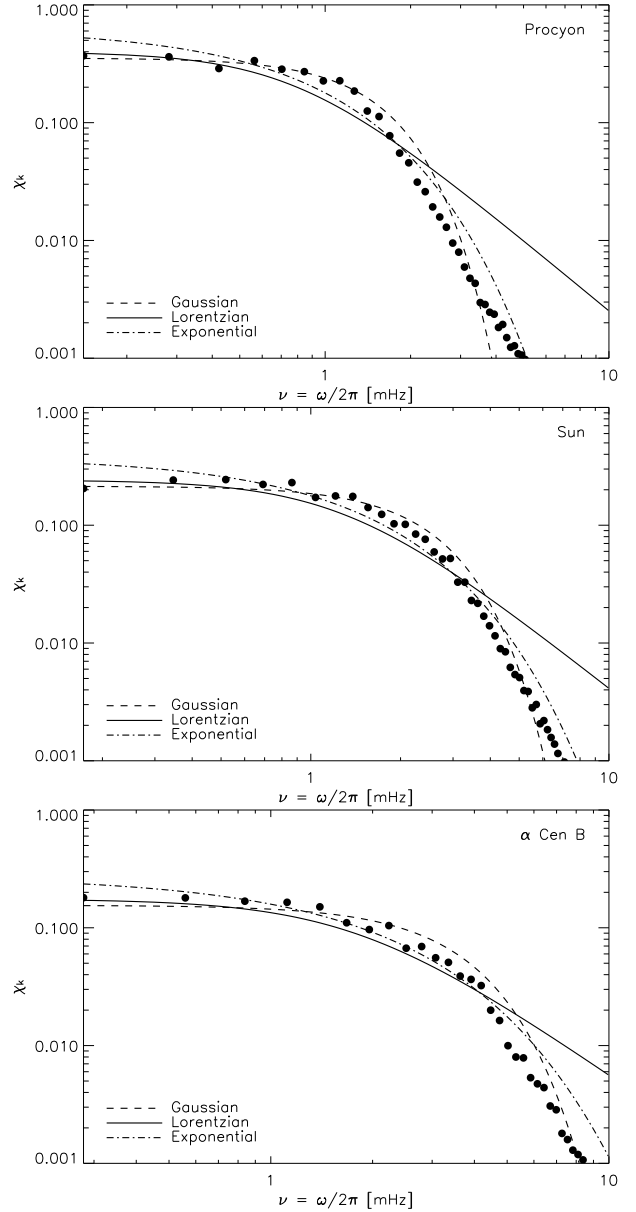 1.000
Procyon
0.100
χk
0.010
Gaussian
Lorentzian
Exponential
0.001
1
10
ν = ω/2π [mHz]
1.000
Sun
0.100
χk
0.010
Gaussian
Lorentzian
Exponential
0.001
1
10
ν = ω/2π [mHz]
1.000
α Cen B
0.100
χk
0.010
Gaussian
Lorentzian
Exponential
0.001
1
10
ν = ω/2π [mHz]